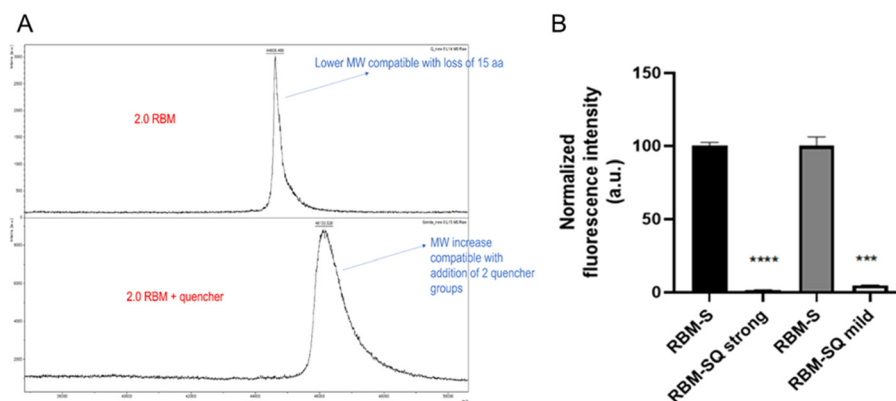 A
B
Lower MW compatible with loss of 15 aa
2.0 RBM
MW increase
compatible with
addition of 2 quencher
groups
2.0 RBM + quencher
Normalized
fluorescence intensity
(a.u.)
150
100
50
0
****
***
RBM-S
RBM-SQ strong
RBM-S
RBM-SQ mild